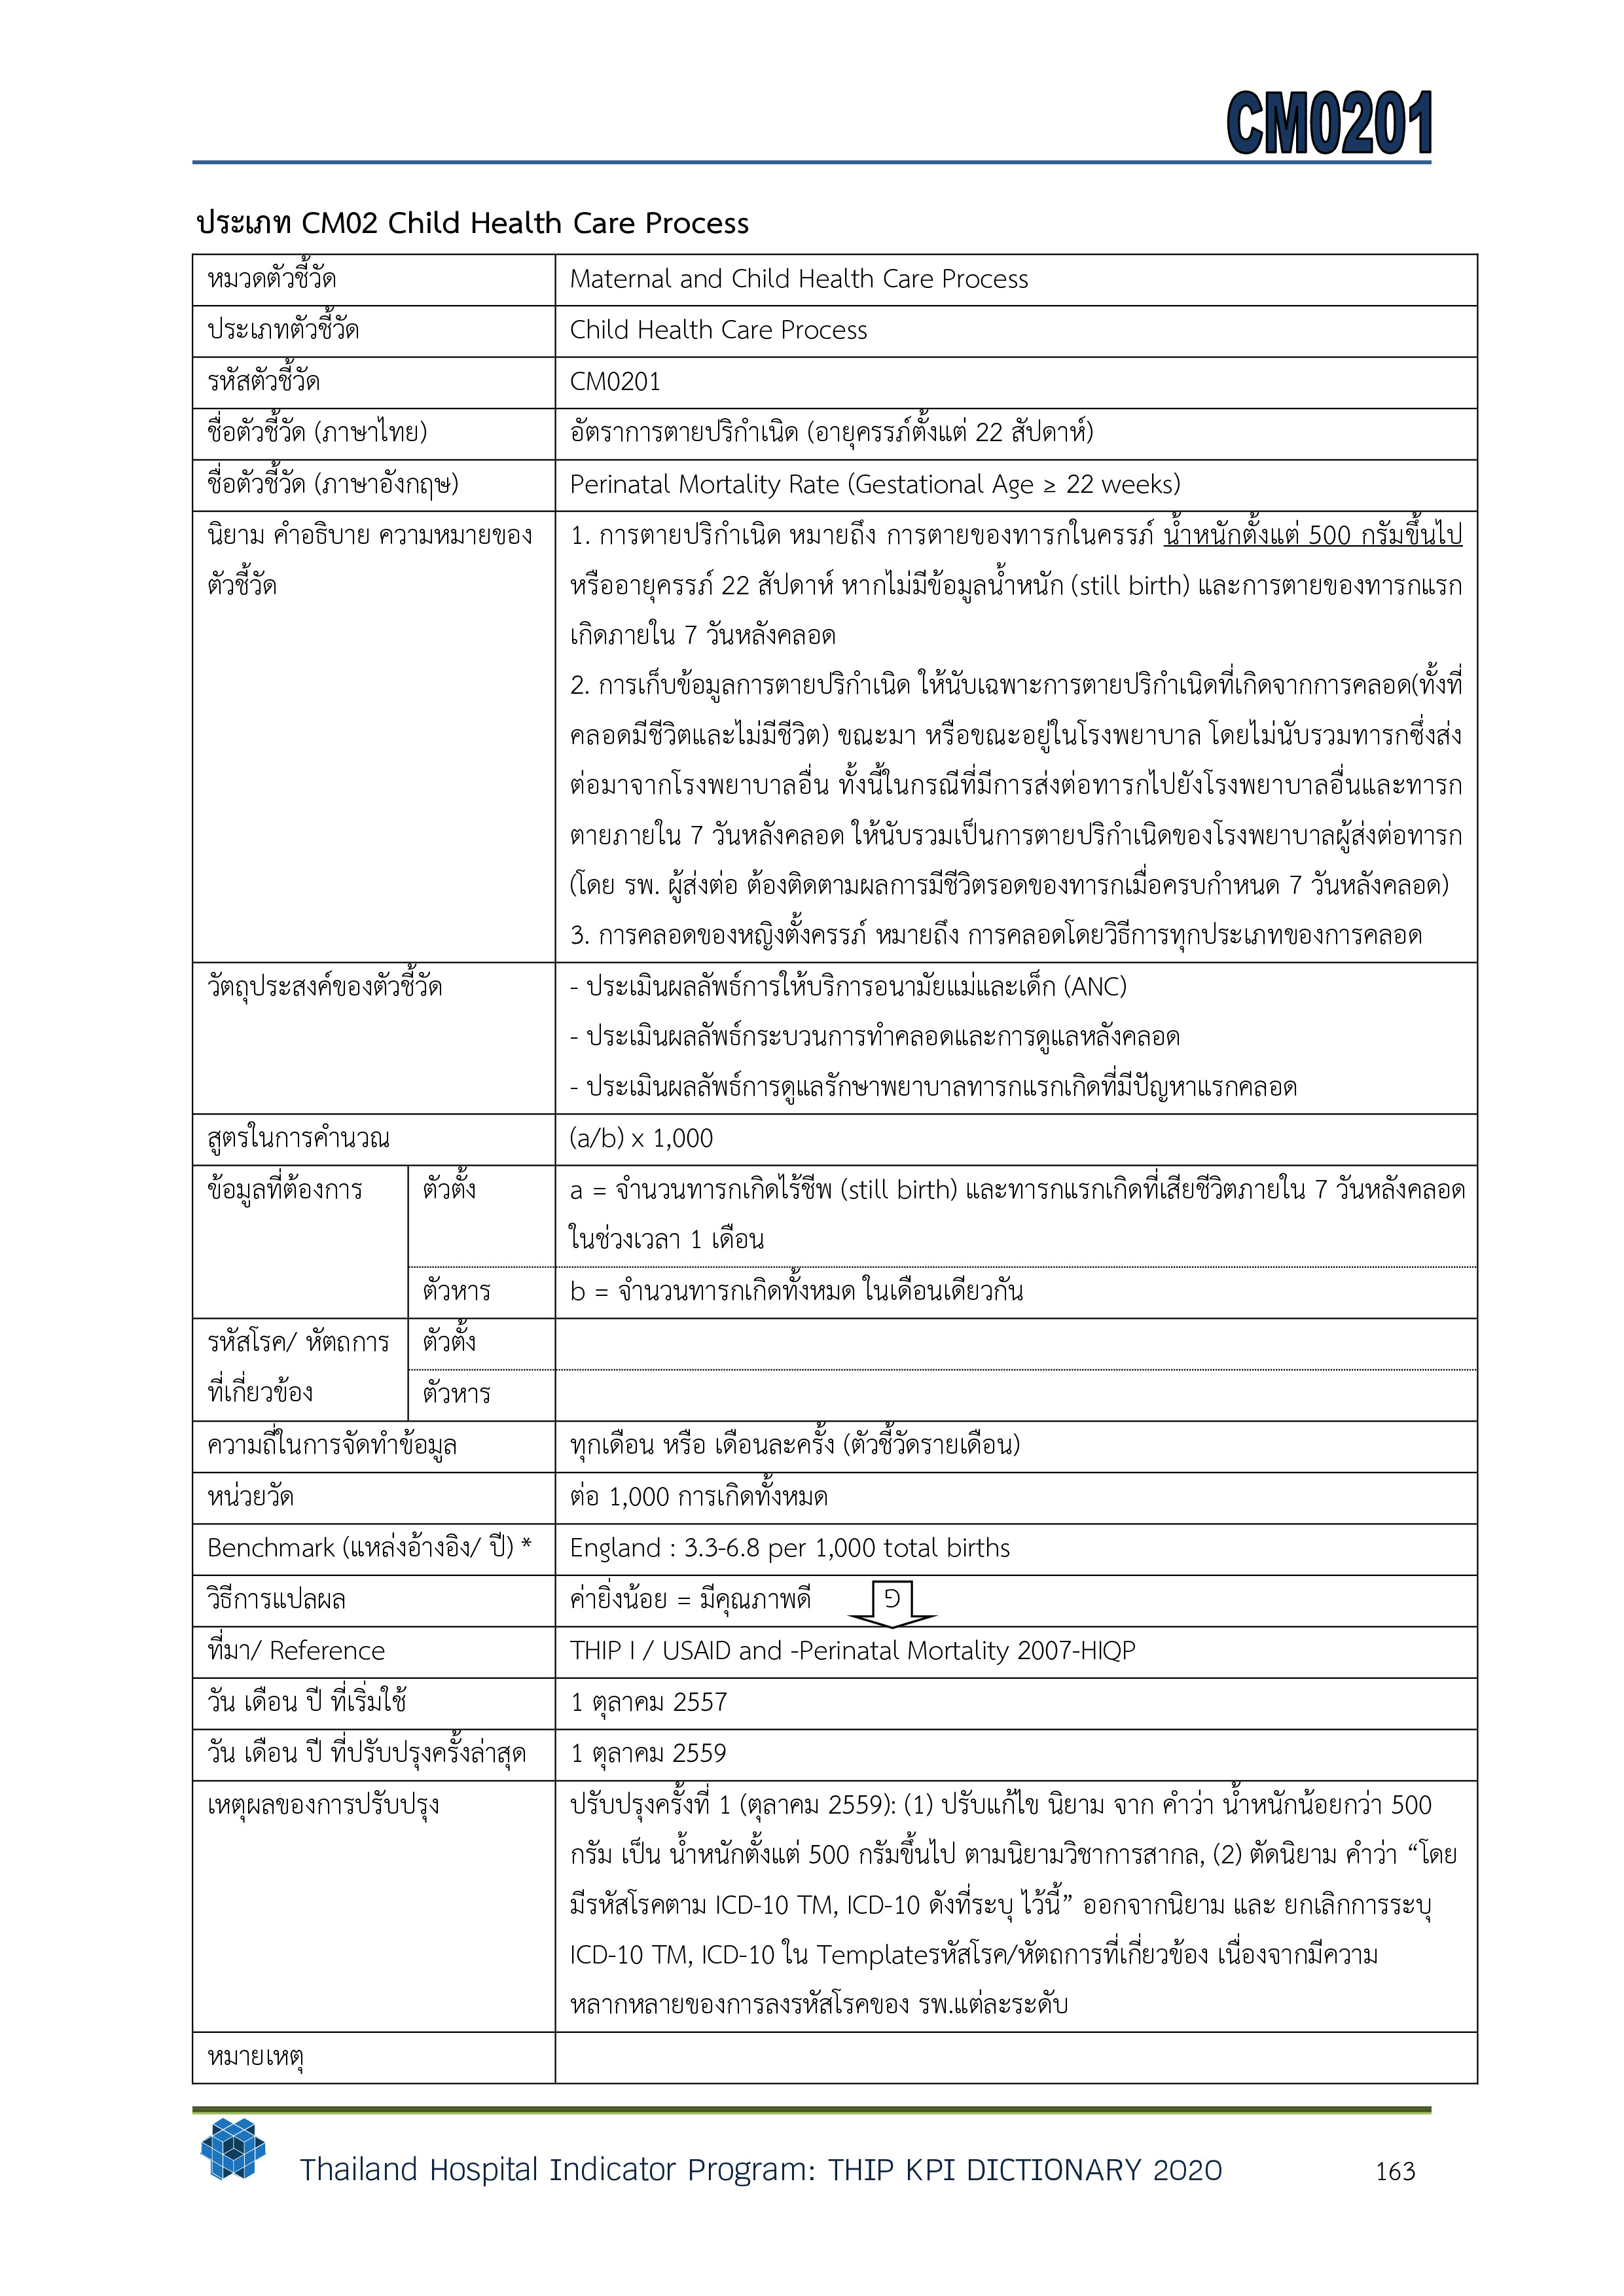 CM0201
ประเภท CM02 Child Health Care Process
หมวดตัวชี้วัด Maternal and Child Health Care Process
ประเภทตัวชี้วัด Child Health Care Process
รหัสตัวชี้วัด CM0201
ชื่อตัวชี้วัด (ภาษาไทย) อัตราการตายปริกำเนิด (อายุครรภ์ตั้งแต่ 22 สัปดาห์)
ชื่อตัวชี้วัด (ภาษาอังกฤษ) Perinatal Mortality Rate (Gestational Age ≥ 22 weeks)
นิยาม คำอธิบาย ความหมายของ
ตัวชี้วัด
1. การตายปริกำเนิด หมายถึง การตายของทารกในครรภ์ น้ำหนักตั้งแต่ 500 กรัมขึ้นไป
หรืออายุครรภ์ 22 สัปดาห์ หากไม่มีข้อมูลน้ำหนัก (still birth) และการตายของทารกแรก
เกิดภายใน 7 วันหลังคลอด
2. การเก็บข้อมูลการตายปริกำเนิด ให้นับเฉพาะการตายปริกำเนิดที่เกิดจากการคลอด(ทั้งที่
คลอดมีชีวิตและไม่มีชีวิต) ขณะมา หรือขณะอยู่ในโรงพยาบาล โดยไม่นับรวมทารกซึ่งส่ง
ต่อมาจากโรงพยาบาลอื่น ทั้งนี้ในกรณีที่มีการส่งต่อทารกไปยังโรงพยาบาลอื่นและทารก
ตายภายใน 7 วันหลังคลอด ให้นับรวมเป็นการตายปริกำเนิดของโรงพยาบาลผู้ส่งต่อทารก
(โดย รพ. ผู้ส่งต่อ ต้องติดตามผลการมีชีวิตรอดของทารกเมื่อครบกำหนด 7 วันหลังคลอด)
3. การคลอดของหญิงตั้งครรภ์ หมายถึง การคลอดโดยวิธีการทุกประเภทของการคลอด
วัตถุประสงค์ของตัวชี้วัด - ประเมินผลลัพธ์การให้บริการอนามัยแม่และเด็ก (ANC)
- ประเมินผลลัพธ์กระบวนการทำคลอดและการดูแลหลังคลอด
- ประเมินผลลัพธ์การดูแลรักษาพยาบาลทารกแรกเกิดที่มีปัญหาแรกคลอด
สูตรในการคำนวณ (a/b) x 1,000
ข้อมูลที่ต้องการ ตัวตั้ง a = จำนวนทารกเกิดไร้ชีพ (still birth) และทารกแรกเกิดที่เสียชีวิตภายใน 7 วันหลังคลอด
ในช่วงเวลา 1 เดือน
ตัวหาร b = จำนวนทารกเกิดทั้งหมด ในเดือนเดียวกัน
รหัสโรค/ หัตถการ ตัวตั้ง
ที่เกี่ยวข้อง ตัวหาร
ความถี่ในการจัดทำข้อมูล ทุกเดือน หรือ เดือนละครั้ง (ตัวชี้วัดรายเดือน)
หน่วยวัด ต่อ 1,000 การเกิดทั้งหมด
Benchmark (แหล่งอ้างอิง/ ปี) * England : 3.3-6.8 per 1,000 total births
วิธีการแปลผล ค่ายิ่งน้อย = มีคุณภาพดี
ที่มา/ Reference THIP I / USAID and -Perinatal Mortality 2007-HIQP
วัน เดือน ปี ที่เริ่มใช้ 1 ตุลาคม 2557
วัน เดือน ปี ที่ปรับปรุงครั้งล่าสุด 1 ตุลาคม 2559
เหตุผลของการปรับปรุง ปรับปรุงครั้งที่ 1 (ตุลาคม 2559): (1) ปรับแก้ไข นิยาม จาก คำว่า น้ำหนักน้อยกว่า 500
กรัม เป็น น้ำหนักตั้งแต่ 500 กรัมขึ้นไป ตามนิยามวิชาการสากล, (2) ตัดนิยาม คำว่า “โดย
มีรหัสโรคตาม ICD-10 TM, ICD-10 ดังที่ระบุ ไว้นี้” ออกจากนิยาม และ ยกเลิกการระบุ
ICD-10 TM, ICD-10 ใน Templateรหัสโรค/หัตถการที่เกี่ยวข้อง เนื่องจากมีความ
หลากหลายของการลงรหัสโรคของ รพ.แต่ละระดับ
หมายเหตุ
Thailand Hospital Indicator Program: THIP KPI DICTIONARY 2020 163